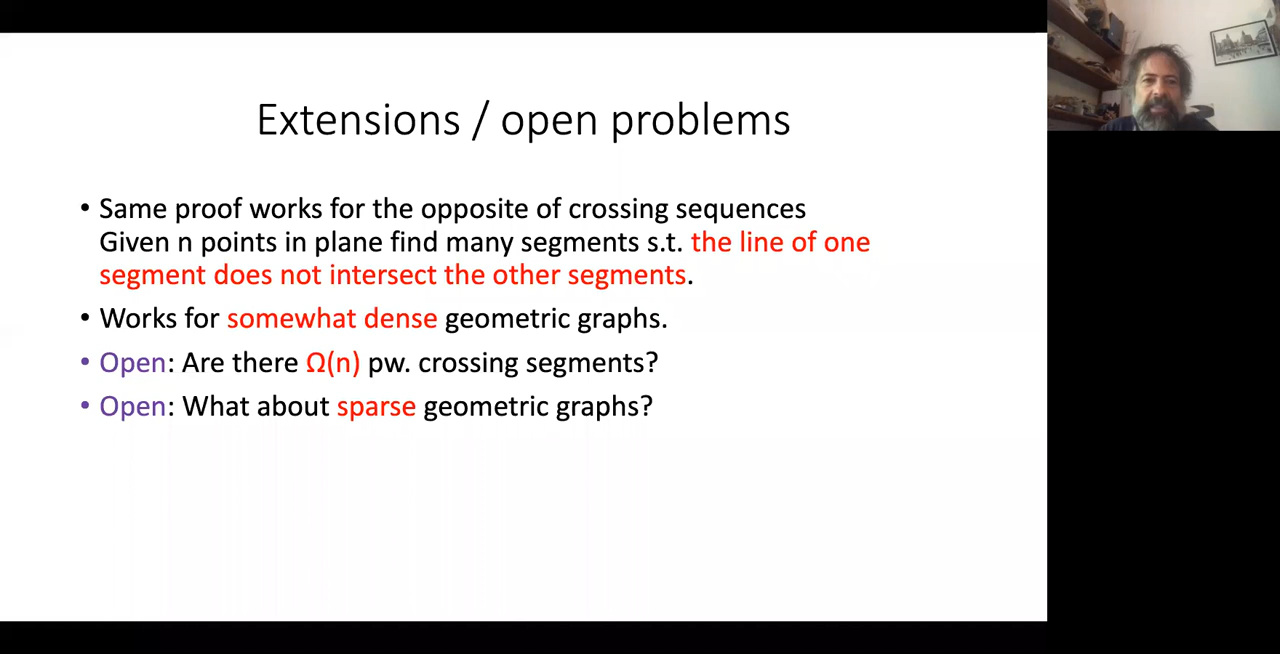 Extensions / open problems
• Same proof works for the opposite of crossing sequences
Given n points in plane find many segments s.t. the line of one
segment does not intersect the other segments.
• Works for somewhat dense geometric graphs.
• Open: Are there Ω(n) pw. crossing segments?
• Open: What about sparse geometric graphs?